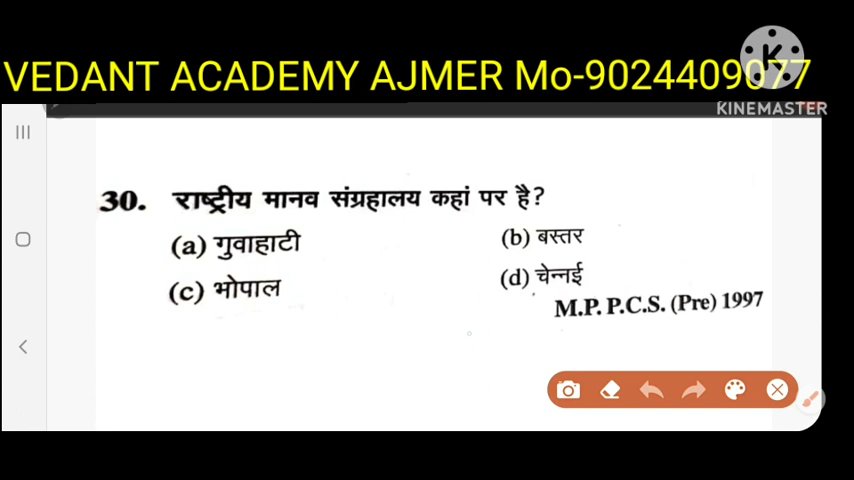 VEDANT ACADEMY AJMER Mo-9024409077
KINEMASTER
30. राष्ट्रीय मानव संग्रहालय कहां पर है?
(a) गुवाहाटी (b) बस्तर
(c) भोपाल (d) चेन्नई
M.P. P.C.S. (Pre) 1997